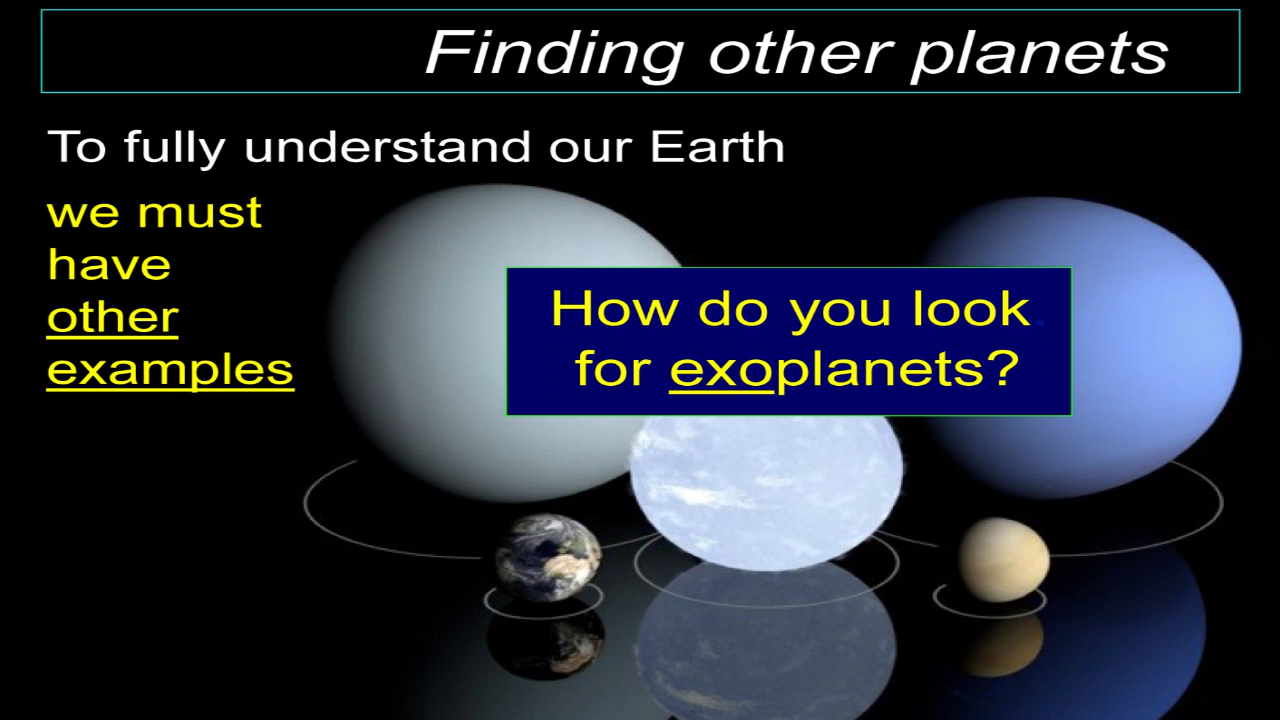 Finding other planets
To fully understand our Earth
we must
have
other
examples
How do you look.
for exoplanets?